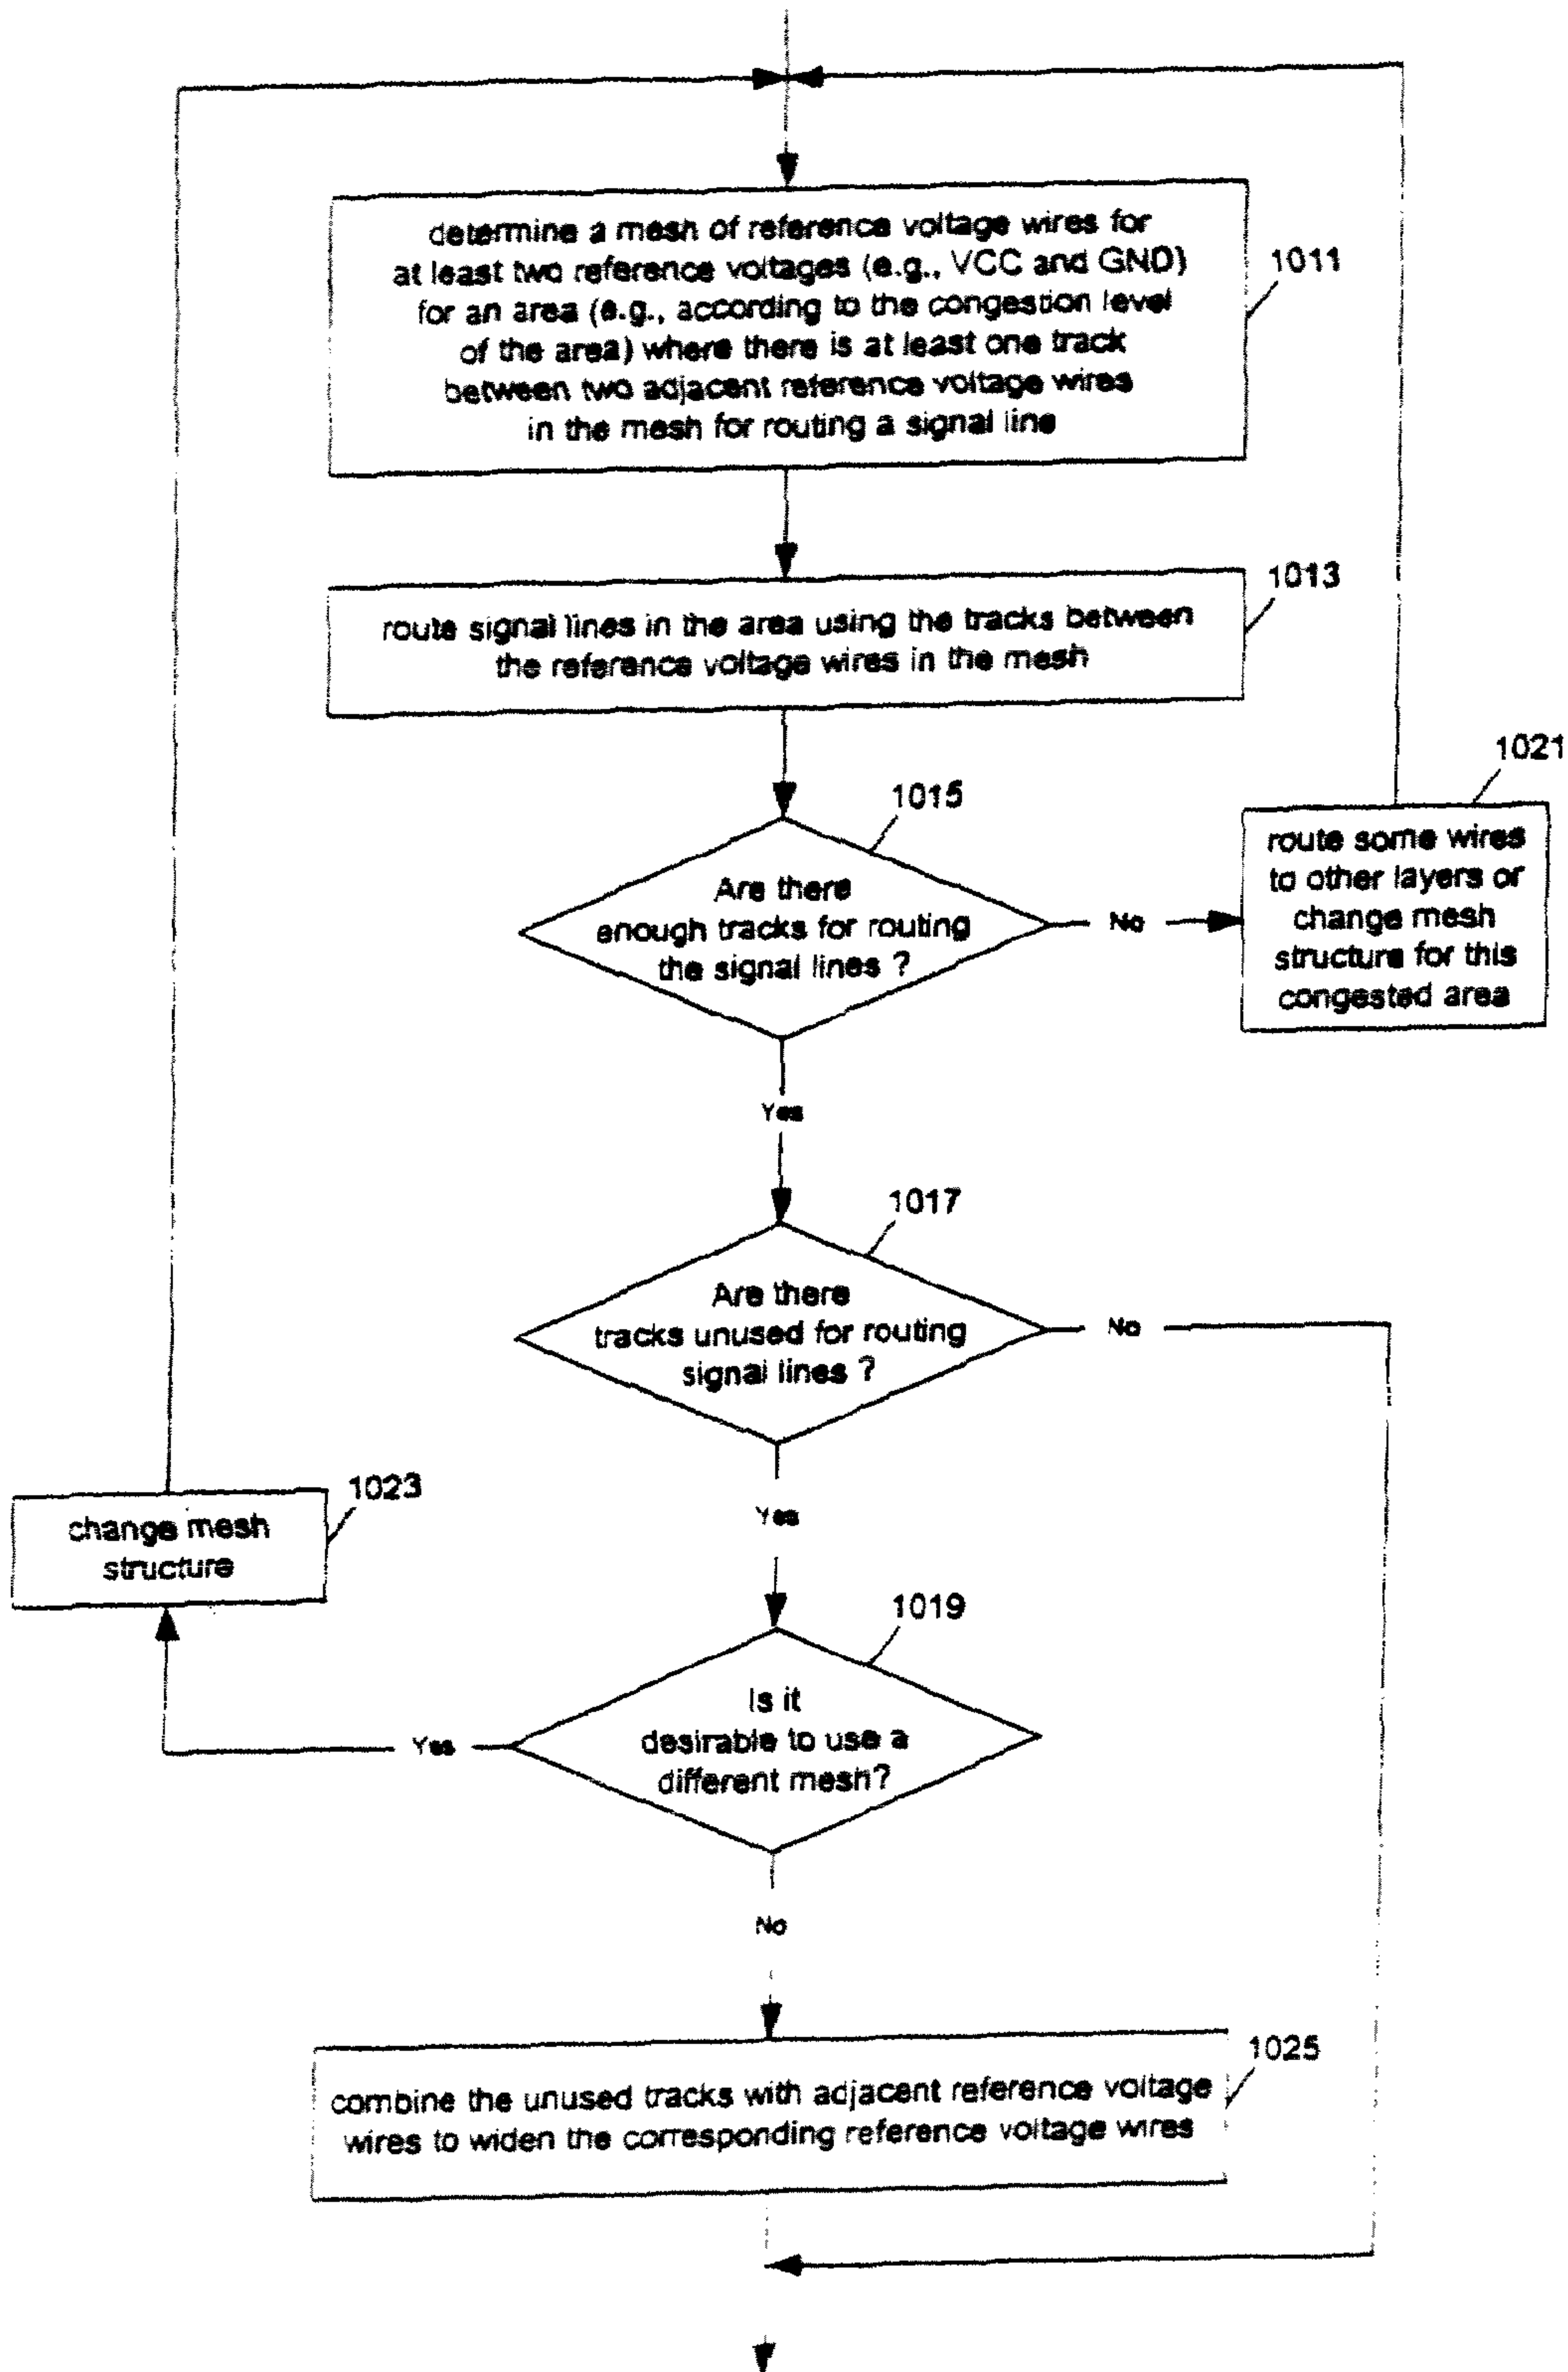 determine a mesh of reference voltage wires for
at least two reference voltages (e.g., VCC and GND)
for an area (e.g., according to the congestion level
of the area) where there is at least one track
between two adjacent reference voltage wires
in the mesh for routing a signal line
1011
route signal lines in the area using the tracks between
the reference voltage wires in the mesh
1013
Are there
enough tracks for routing
the signal lines ?
1015
No
route some wires
to other layers or
change mesh
structure for this
congested area
1021
Yes
Are there
tracks unused for routing
signal lines ?
1017
No
Yes
change mesh
structure
1023
Is it
desirable to use a
different mesh?
1019
Yes
No
combine the unused tracks with adjacent reference voltage
wires to widen the corresponding reference voltage wires
1025